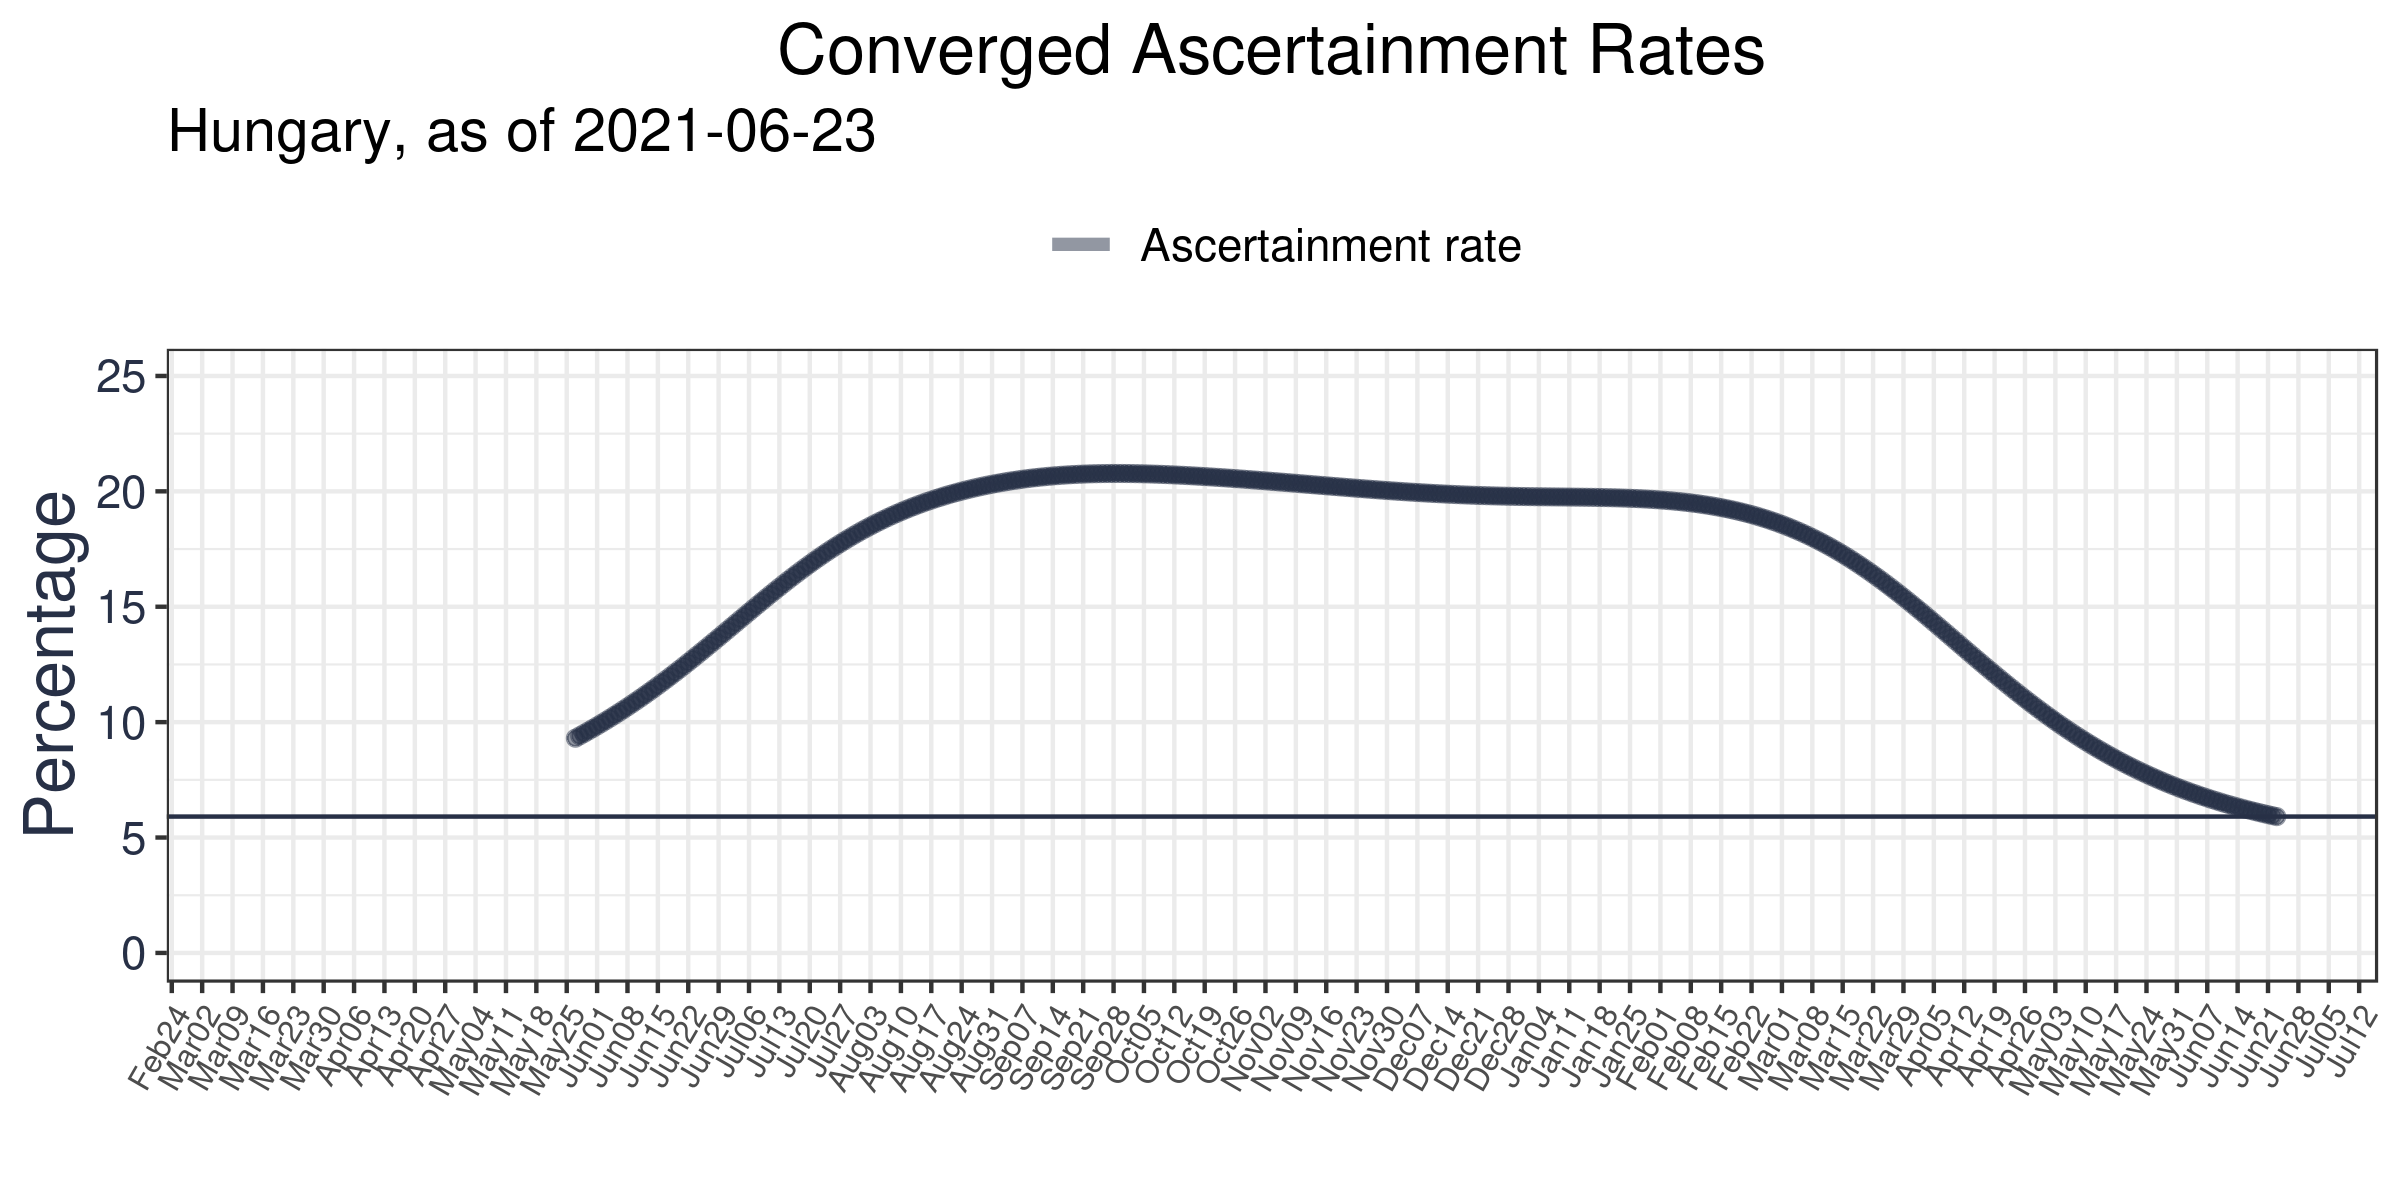 Converged Ascertainment Rates
Hungary, as of 2021-06-23
Ascertainment rate
Percentage
25
20
15
10
5
0
Feb24
Mar02
Mar09
Mar16
Mar23
Mar30
Apr06
Apr13
Apr20
Apr27
May04
May11
May18
May25
Jun01
Jun08
Jun15
Jun22
Jun29
Jul06
Jul13
Jul20
Jul27
Aug03
Aug10
Aug17
Aug24
Aug31
Sep07
Sep14
Sep21
Sep28
Oct05
Oct12
Oct19
Oct26
Nov02
Nov09
Nov16
Nov23
Nov30
Dec07
Dec14
Dec21
Dec28
Jan04
Jan11
Jan18
Jan25
Feb01
Feb08
Feb15
Feb22
Mar01
Mar08
Mar15
Mar22
Mar29
Apr05
Apr12
Apr19
Apr26
May03
May10
May17
May24
May31
Jun07
Jun14
Jun21
Jun28
Jul05
Jul12